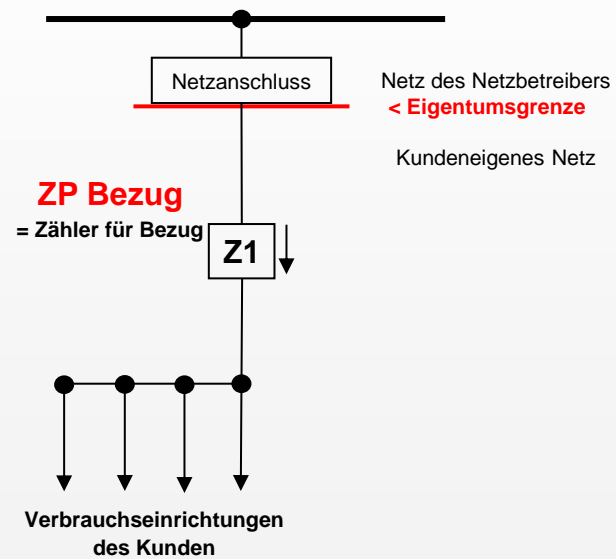 Netzanschluss
Netz des Netzbetreibers
< Eigentumsgrenze
Kundeneigenes Netz
ZP Bezug
= Zähler für Bezug
Z1
Verbrauchseinrichtungen
des Kunden